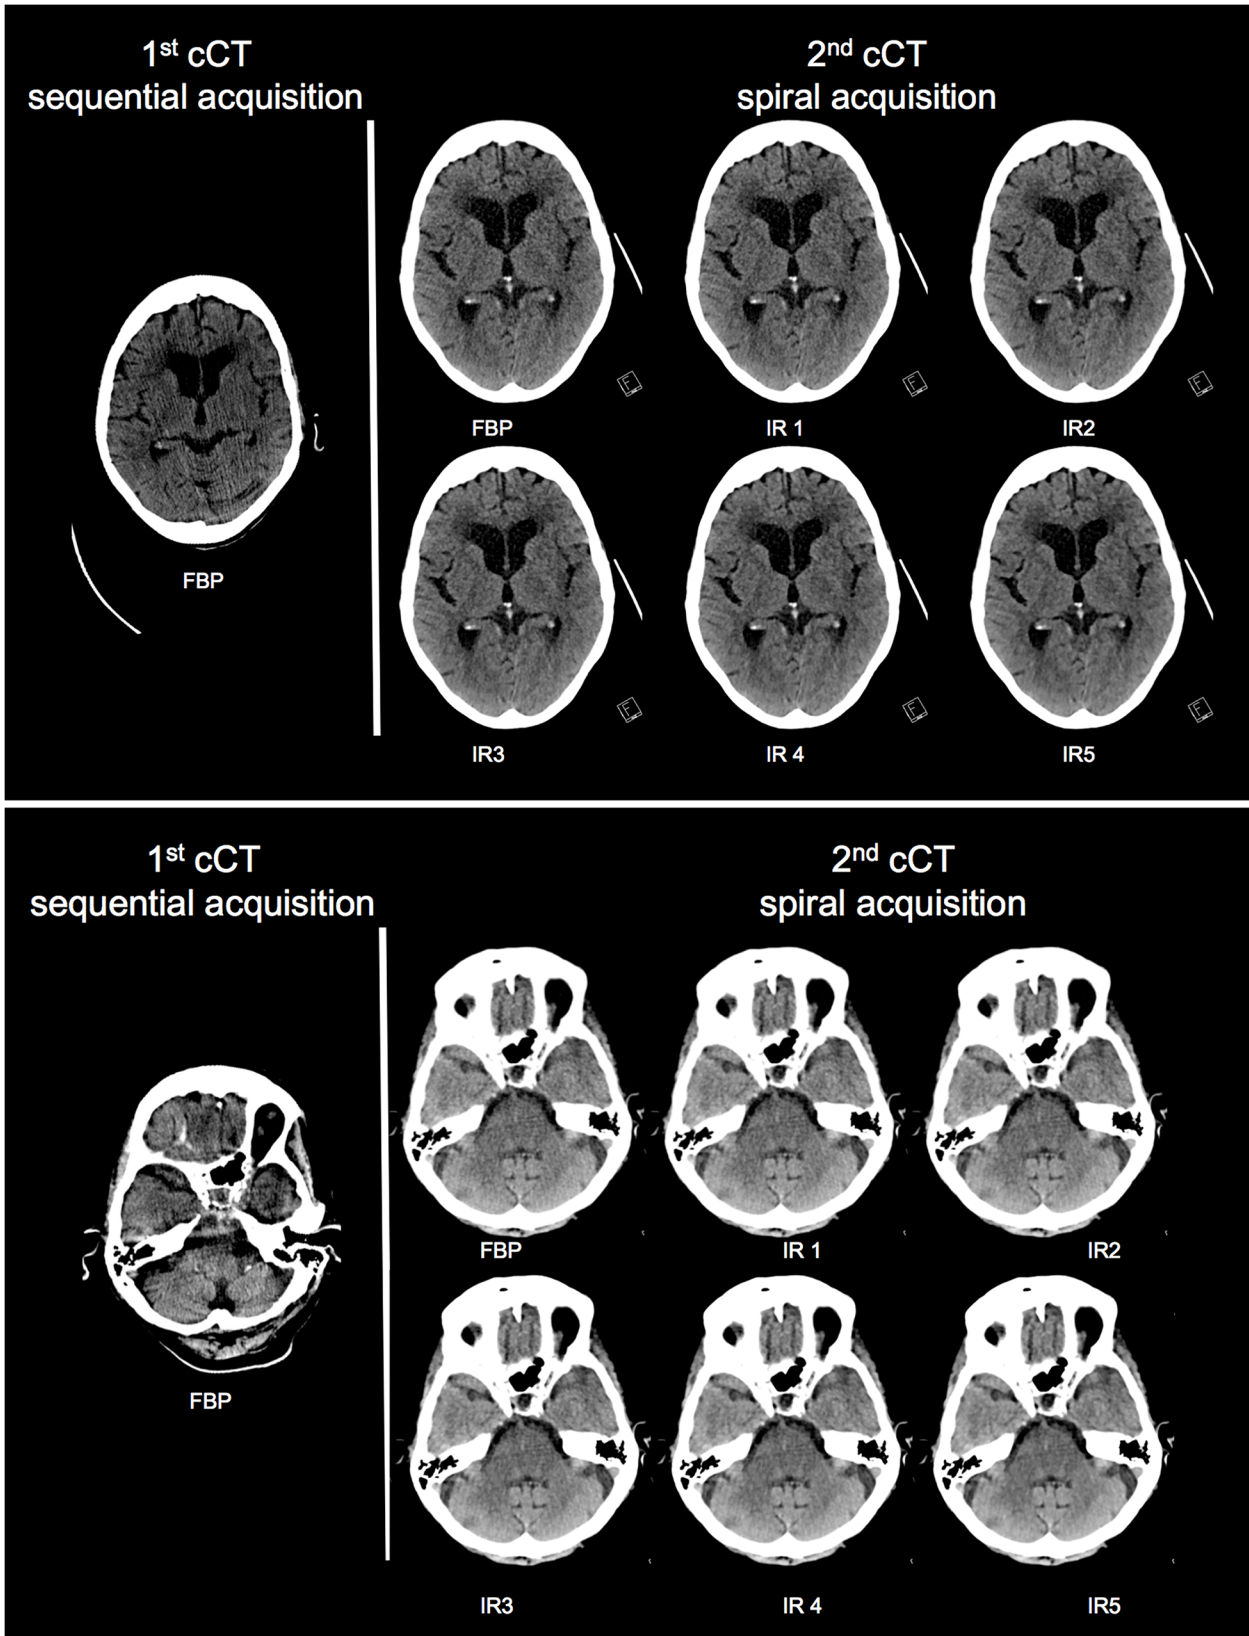 1st cCT
sequential acquisition
2nd cCT
spiral acquisition
FBP
FBP
IR 1
IR2
F
F
F
IR3
IR 4
IR5
F
F
F
1st cCT
sequential acquisition
2nd cCT
spiral acquisition
FBP
FBP
IR 1
IR2
IR3
IR 4
IR5